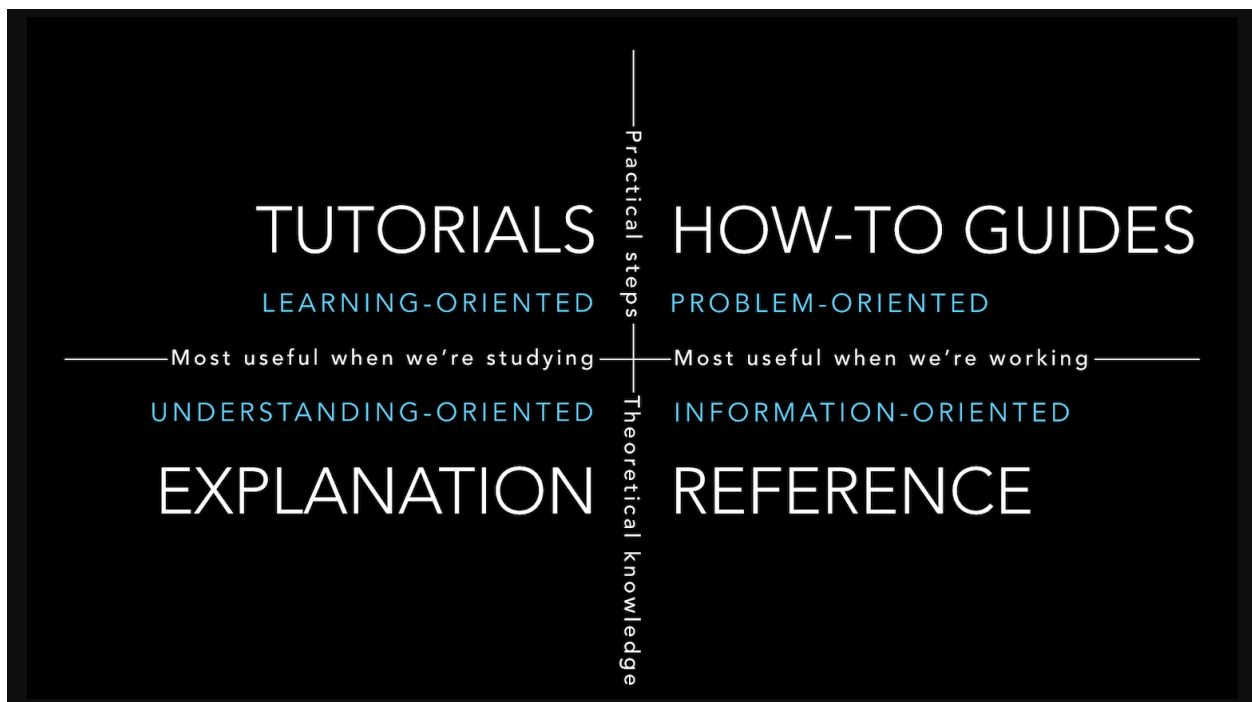 Practical steps
TUTORIALS
HOW-TO GUIDES
LEARNING-ORIENTED
PROBLEM-ORIENTED
Most useful when we're studying
Most useful when we're working
UNDERSTANDING-ORIENTED
INFORMATION-ORIENTED
EXPLANATION
REFERENCE
Theoretical knowledge